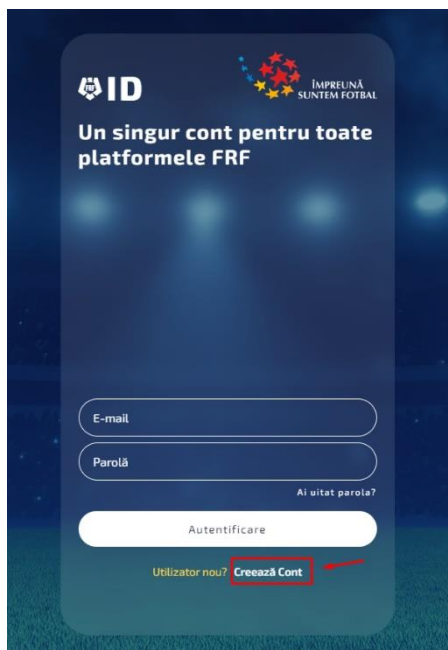 FRF ID
ÎMPREUNĂ
SUNTEM FOTBAL
Un singur cont pentru toate
platformele FRF
E-mail
Parolă
Ai uitat parola?
Autentificare
Utilizator nou? Creează Cont